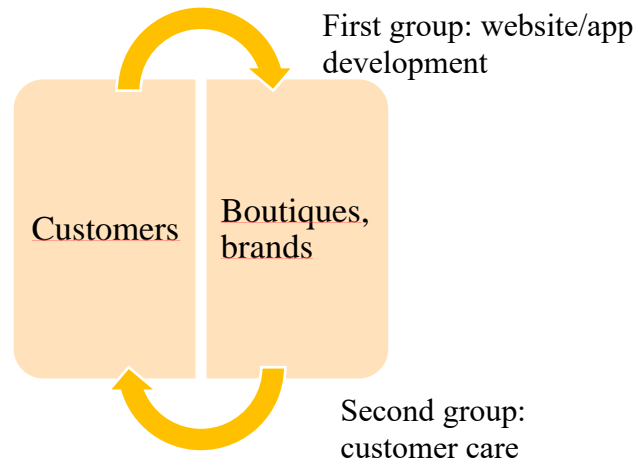 First group: website/app
development
Customers
Boutiques,
brands
Second group:
customer care